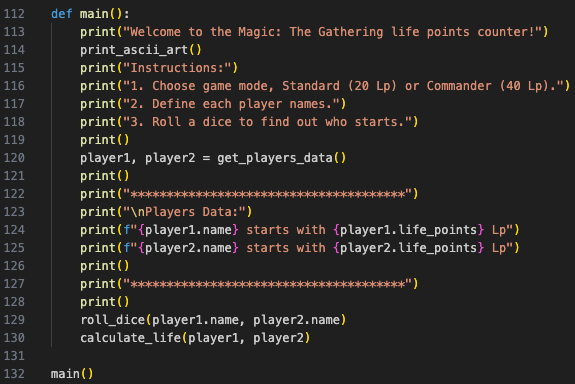 112 def main():
113     print("Welcome to the Magic: The Gathering life points counter!")
114     print_ascii_art()
115     print("Instructions:")
116     print("1. Choose game mode, Standard (20 Lp) or Commander (40 Lp).")
117     print("2. Define each player names.")
118     print("3. Roll a dice to find out who starts.")
119     print()
120     player1, player2 = get_players_data()
121     print()
122     print("**************************************")
123     print("\nPlayers Data:")
124     print(f"{player1.name} starts with {player1.life_points} Lp")
125     print(f"{player2.name} starts with {player2.life_points} Lp")
126     print()
127     print("**************************************")
128     print()
129     roll_dice(player1.name, player2.name)
130     calculate_life(player1, player2)
131
132 main()